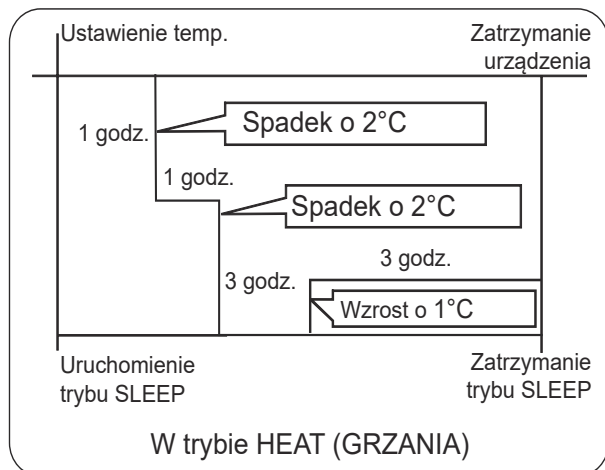 Ustawienie temp.
Zatrzymanie
urządzenia
1 godz.
Spadek o 2°C
1 godz.
Spadek o 2°C
3 godz.
3 godz.
Wzrost o 1°C
Uruchomienie
trybu SLEEP
Zatrzymanie
trybu SLEEP
W trybie HEAT (GRZANIA)